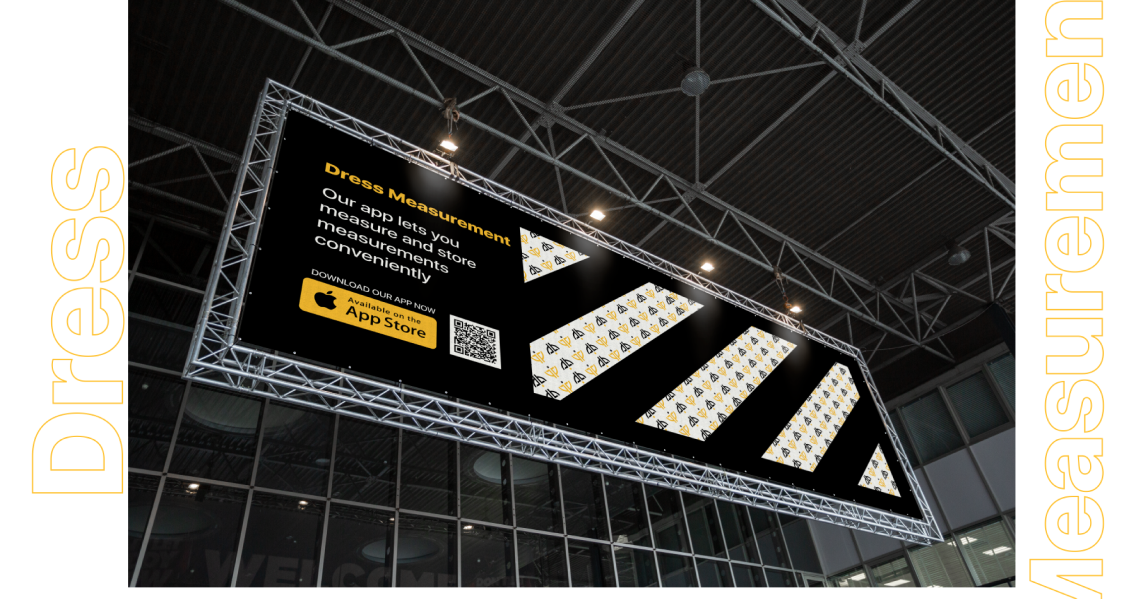 Dress
Measuremen
Dress Measurement
Our app lets you
measure and store
measurements
conveniently
DOWNLOAD OUR APP NOW
Available on the
App Store
WELCOME